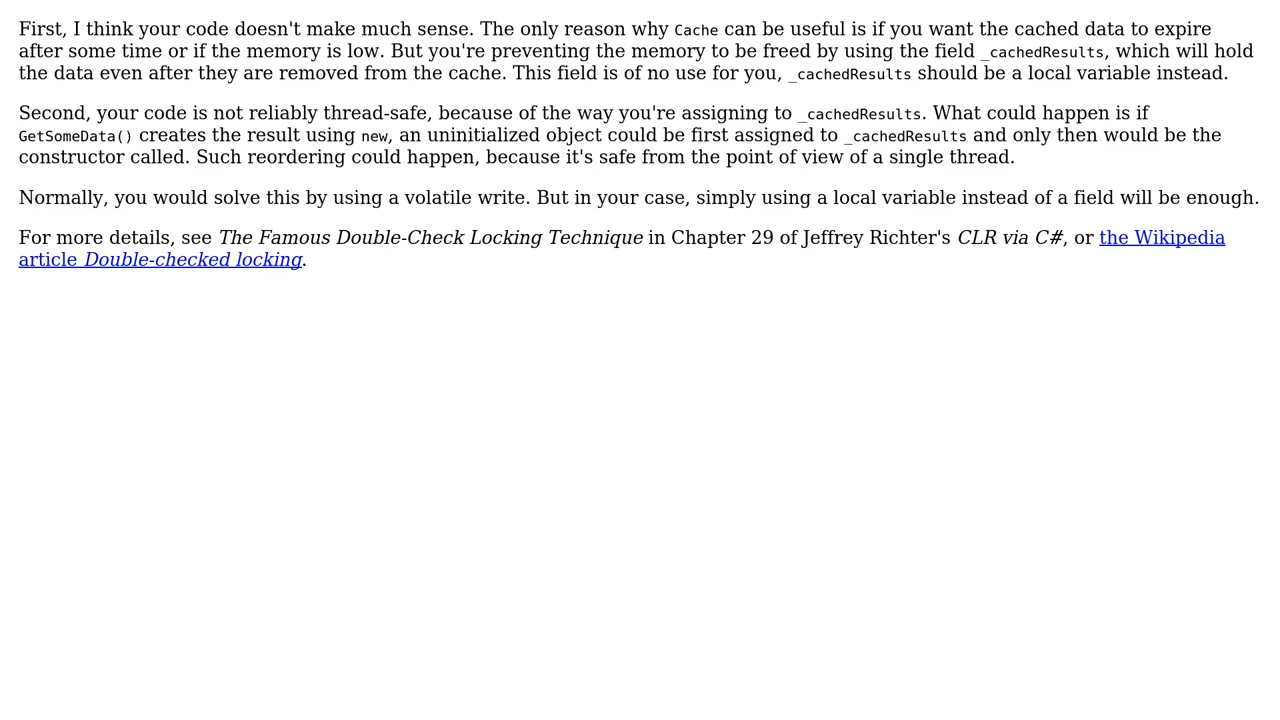 First, I think your code doesn't make much sense. The only reason why Cache can be useful is if you want the cached data to expire
after some time or if the memory is low. But you're preventing the memory to be freed by using the field _cachedResults, which will hold
the data even after they are removed from the cache. This field is of no use for you, _cachedResults should be a local variable instead.
Second, your code is not reliably thread-safe, because of the way you're assigning to _cachedResults. What could happen is if
GetSomeData() creates the result using new, an uninitialized object could be first assigned to _cachedResults and only then would be the
constructor called. Such reordering could happen, because it's safe from the point of view of a single thread.
Normally, you would solve this by using a volatile write. But in your case, simply using a local variable instead of a field will be enough.
For more details, see The Famous Double-Check Locking Technique in Chapter 29 of Jeffrey Richter's CLR via C#, or the Wikipedia
article Double-checked locking.